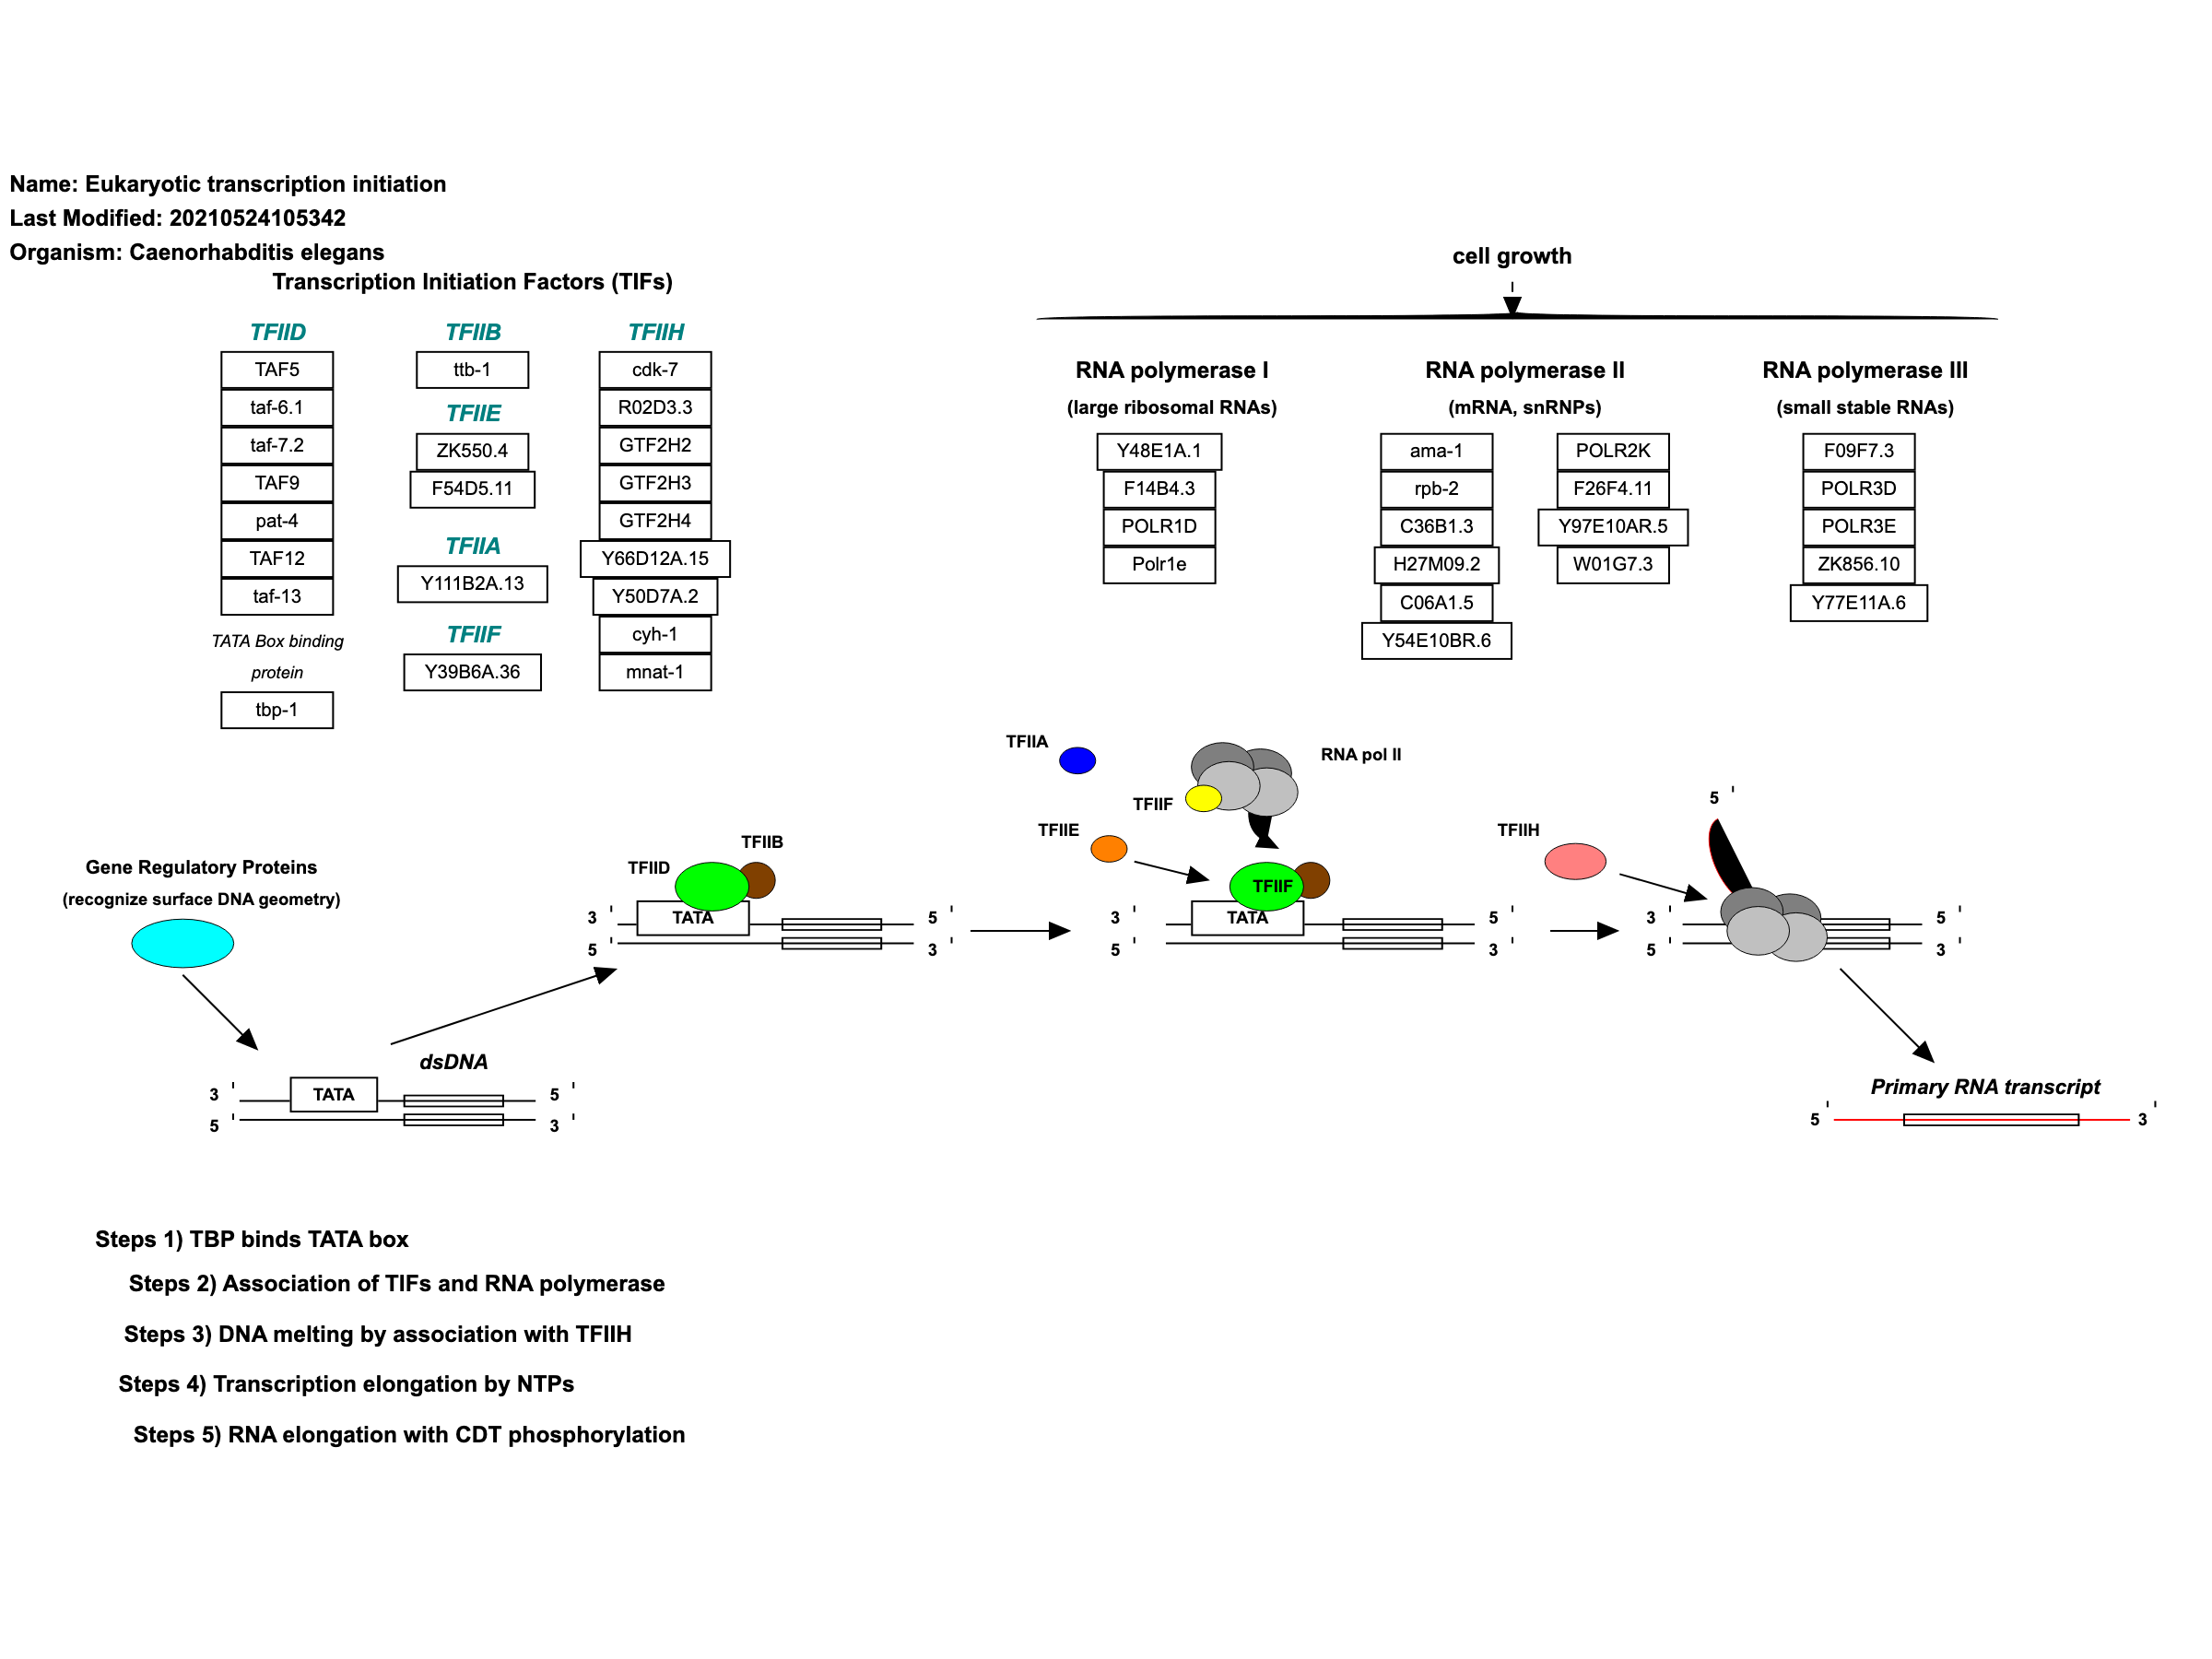 Name: Eukaryotic transcription initiation
Last Modified: 20210524105342
Organism: Caenorhabditis elegans
Transcription Initiation Factors (TIFs)
TFIID
TAF5
taf-6.1
taf-7.2
TAF9
pat-4
TAF12
taf-13
TATA Box binding
protein
tbp-1
TFIIB
ttb-1
TFIIE
ZK550.4
F54D5.11
TFIIA
Y111B2A.13
TFIIF
Y39B6A.36
TFIIH
cdk-7
R02D3.3
GTF2H2
GTF2H3
GTF2H4
Y66D12A.15
Y50D7A.2
cyh-1
mnat-1
cell growth
RNA polymerase I
(large ribosomal RNAs)
Y48E1A.1
F14B4.3
POLR1D
Polr1e
RNA polymerase II
(mRNA, snRNPs)
ama-1
rpb-2
C36B1.3
H27M09.2
C06A1.5
Y54E10BR.6
POLR2K
F26F4.11
Y97E10AR.5
W01G7.3
RNA polymerase III
(small stable RNAs)
F09F7.3
POLR3D
POLR3E
ZK856.10
Y77E11A.6
Gene Regulatory Proteins
(recognize surface DNA geometry)
dsDNA
3 ' TATA 5 '
5 ' 3 '
TFIIB
TFIID
3 ' TATA 5 '
5 ' 3 '
TFIIA
RNA pol II
TFIIF
TFIIE
TFIIF
3 ' TATA 5 '
5 ' 3 '
5 '
TFIIH
3 ' 5 '
5 ' 3 '
Primary RNA transcript
5 ' 3 '
Steps 1) TBP binds TATA box
Steps 2) Association of TIFs and RNA polymerase
Steps 3) DNA melting by association with TFIIH
Steps 4) Transcription elongation by NTPs
Steps 5) RNA elongation with CDT phosphorylation